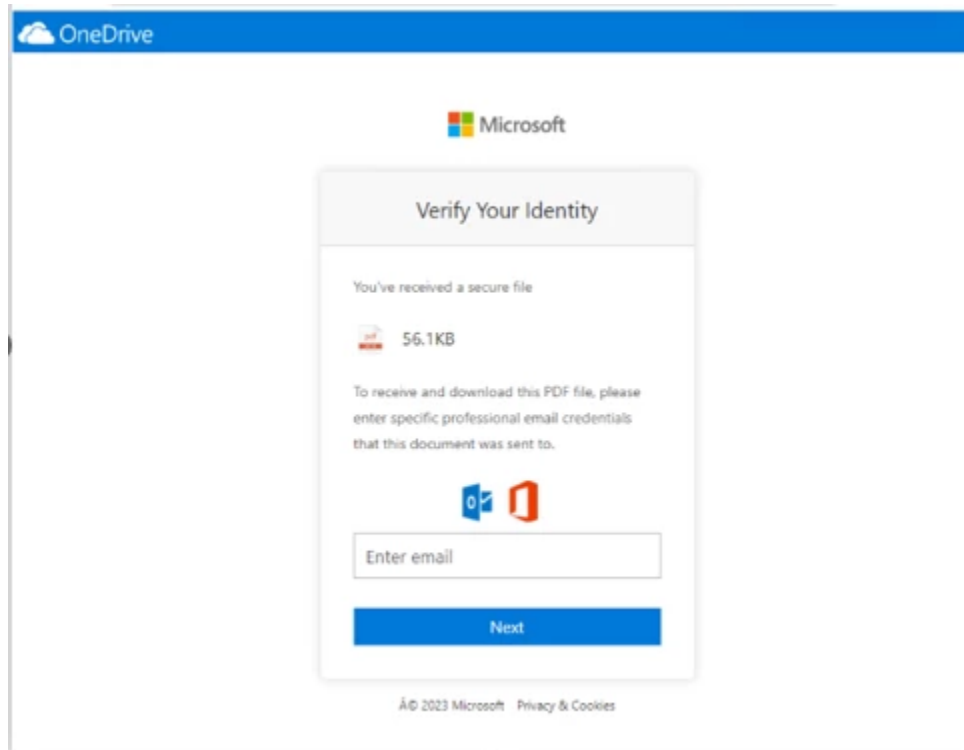 OneDrive
Microsoft
Verify Your Identity
You've received a secure file
56.1KB
To receive and download this PDF file, please
enter specific professional email credentials
that this document was sent to.
Enter email
Next
Â© 2023 Microsoft Privacy & Cookies